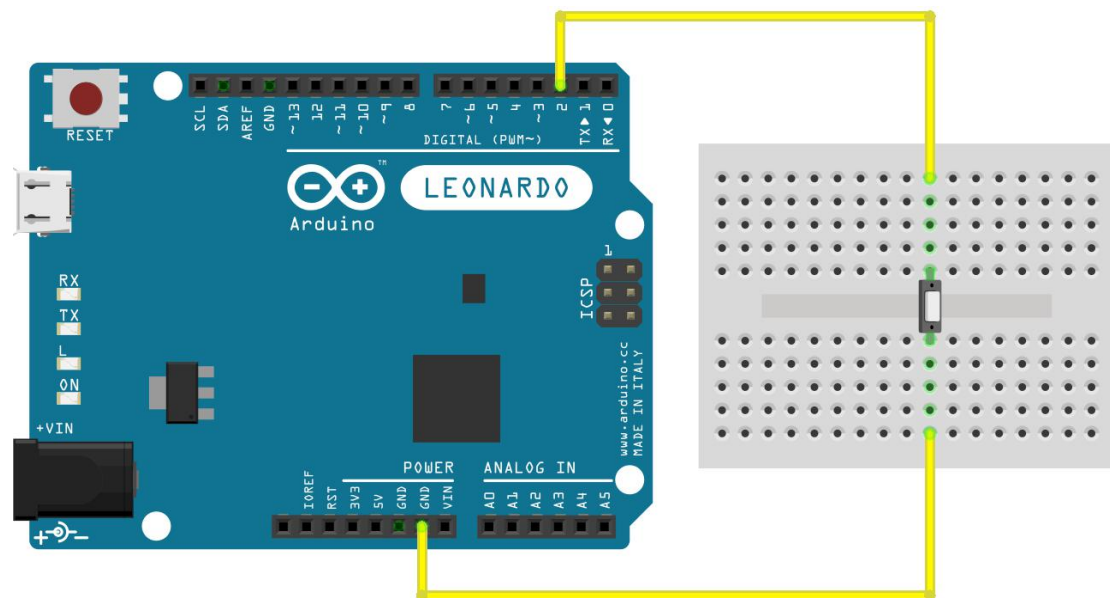 RESET
SCL
SDA
AREF
GND
~13
12
~11
~10
~9
8
7
~6
~5
4
~3
2
TX▶1
RX◀0
DIGITAL (PWM~)
™
Arduino
LEONARDO
1
ICSP
RX
TX
L
ON
+VIN
www.arduino.cc
MADE IN ITALY
POWER
ANALOG IN
IOREF
RST
3V3
5V
GND
GND
VIN
A0
A1
A2
A3
A4
A5
+ -